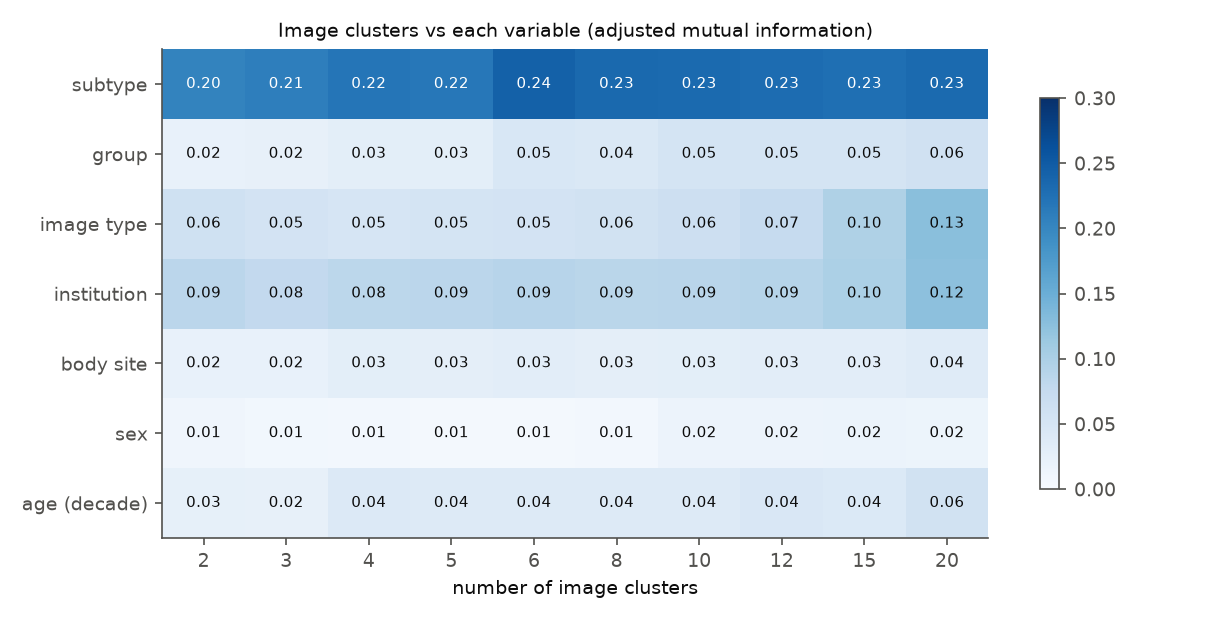 Image clusters vs each variable (adjusted mutual information)
subtype 0.20 0.21 0.22 0.22 0.24 0.23 0.23 0.23 0.23 0.23
group 0.02 0.02 0.03 0.03 0.05 0.04 0.05 0.05 0.05 0.06
image type 0.06 0.05 0.05 0.05 0.05 0.06 0.06 0.07 0.10 0.13
institution 0.09 0.08 0.08 0.09 0.09 0.09 0.09 0.09 0.10 0.12
body site 0.02 0.02 0.03 0.03 0.03 0.03 0.03 0.03 0.03 0.04
sex 0.01 0.01 0.01 0.01 0.01 0.01 0.02 0.02 0.02 0.02
age (decade) 0.03 0.02 0.04 0.04 0.04 0.04 0.04 0.04 0.04 0.06
2 3 4 5 6 8 10 12 15 20
number of image clusters
0.30
0.25
0.20
0.15
0.10
0.05
0.00